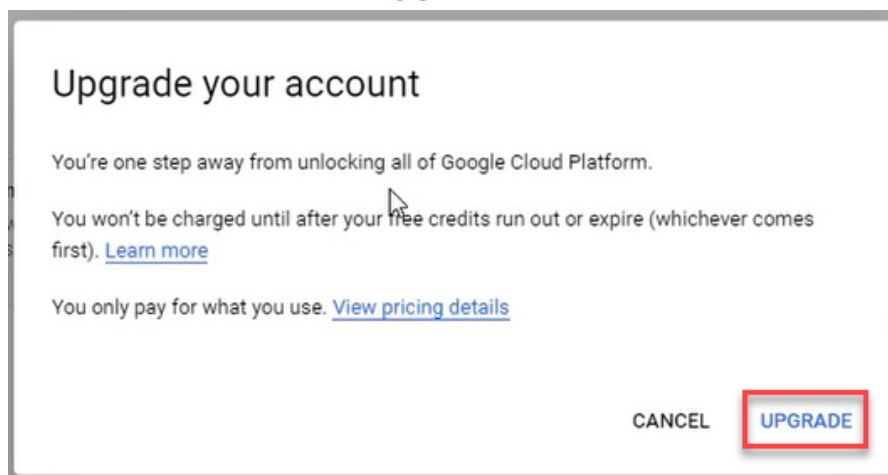 Upgrade your account
You're one step away from unlocking all of Google Cloud Platform.
You won't be charged until after your free credits run out or expire (whichever comes
first). Learn more
You only pay for what you use. View pricing details
CANCEL UPGRADE